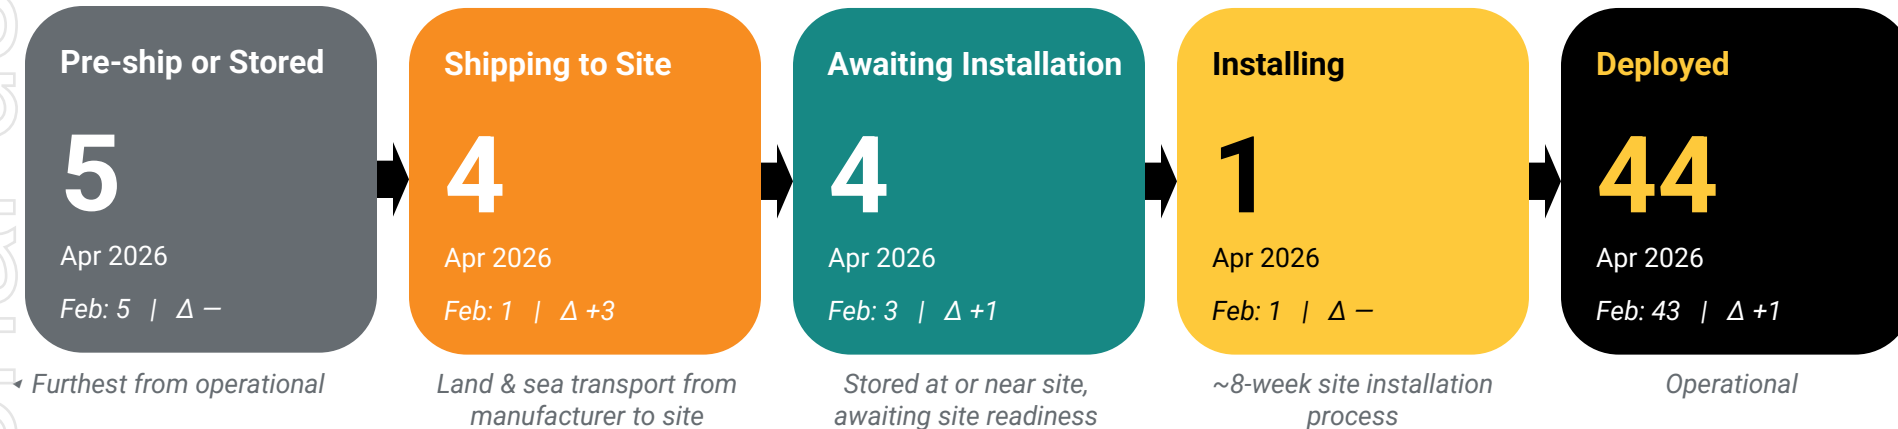 Pre-ship or Stored
5
Apr 2026
Feb: 5 | Δ —
Furthest from operational
Shipping to Site
4
Apr 2026
Feb: 1 | Δ +3
Land & sea transport from
manufacturer to site
Awaiting Installation
4
Apr 2026
Feb: 3 | Δ +1
Stored at or near site,
awaiting site readiness
Installing
1
Apr 2026
Feb: 1 | Δ —
~8-week site installation
process
Deployed
44
Apr 2026
Feb: 43 | Δ +1
Operational